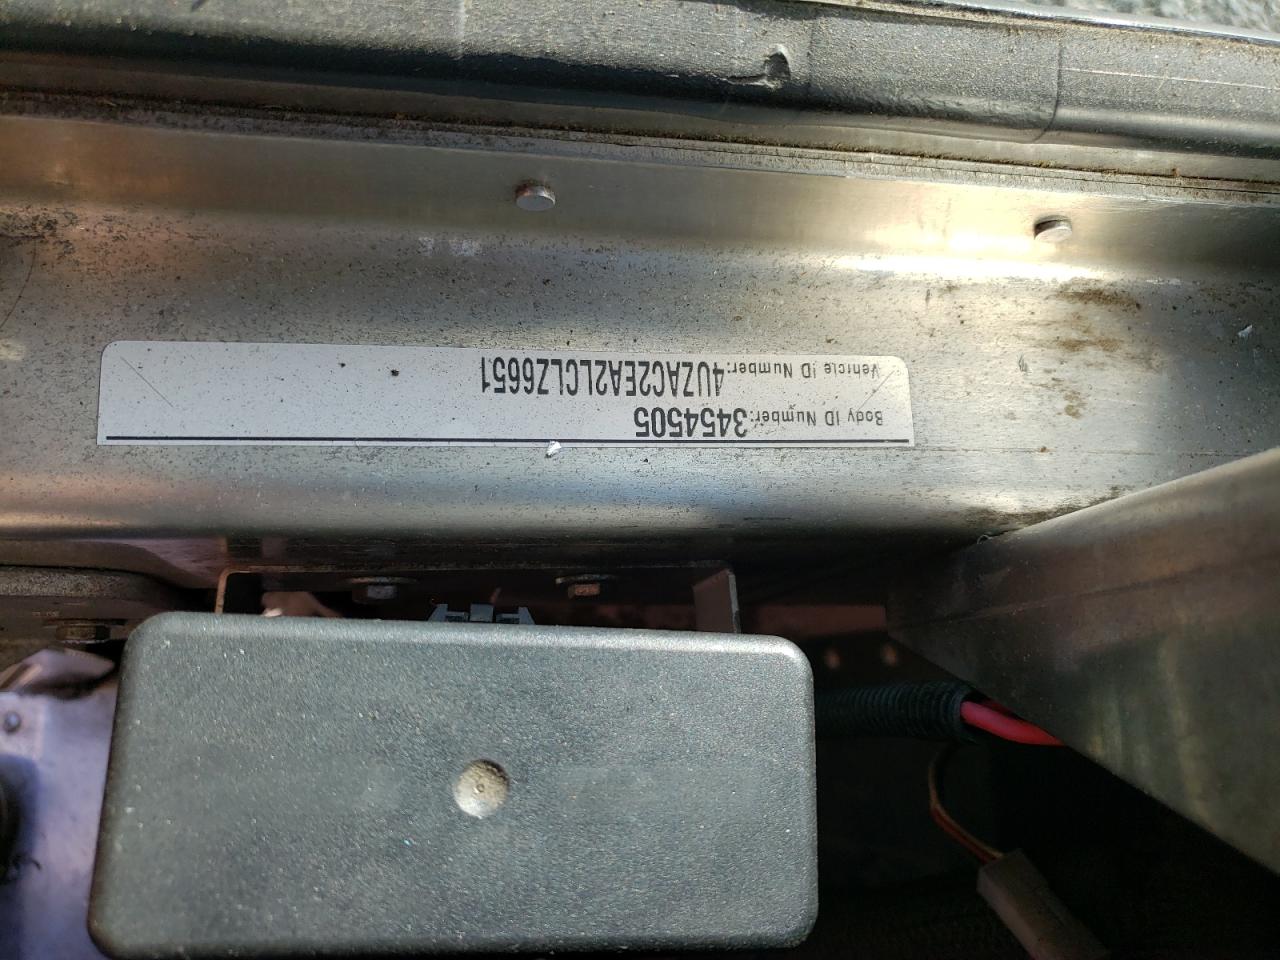 Body ID Number: 3454505
Vehicle ID Number: 4UZAC2EA2LCLZ6651